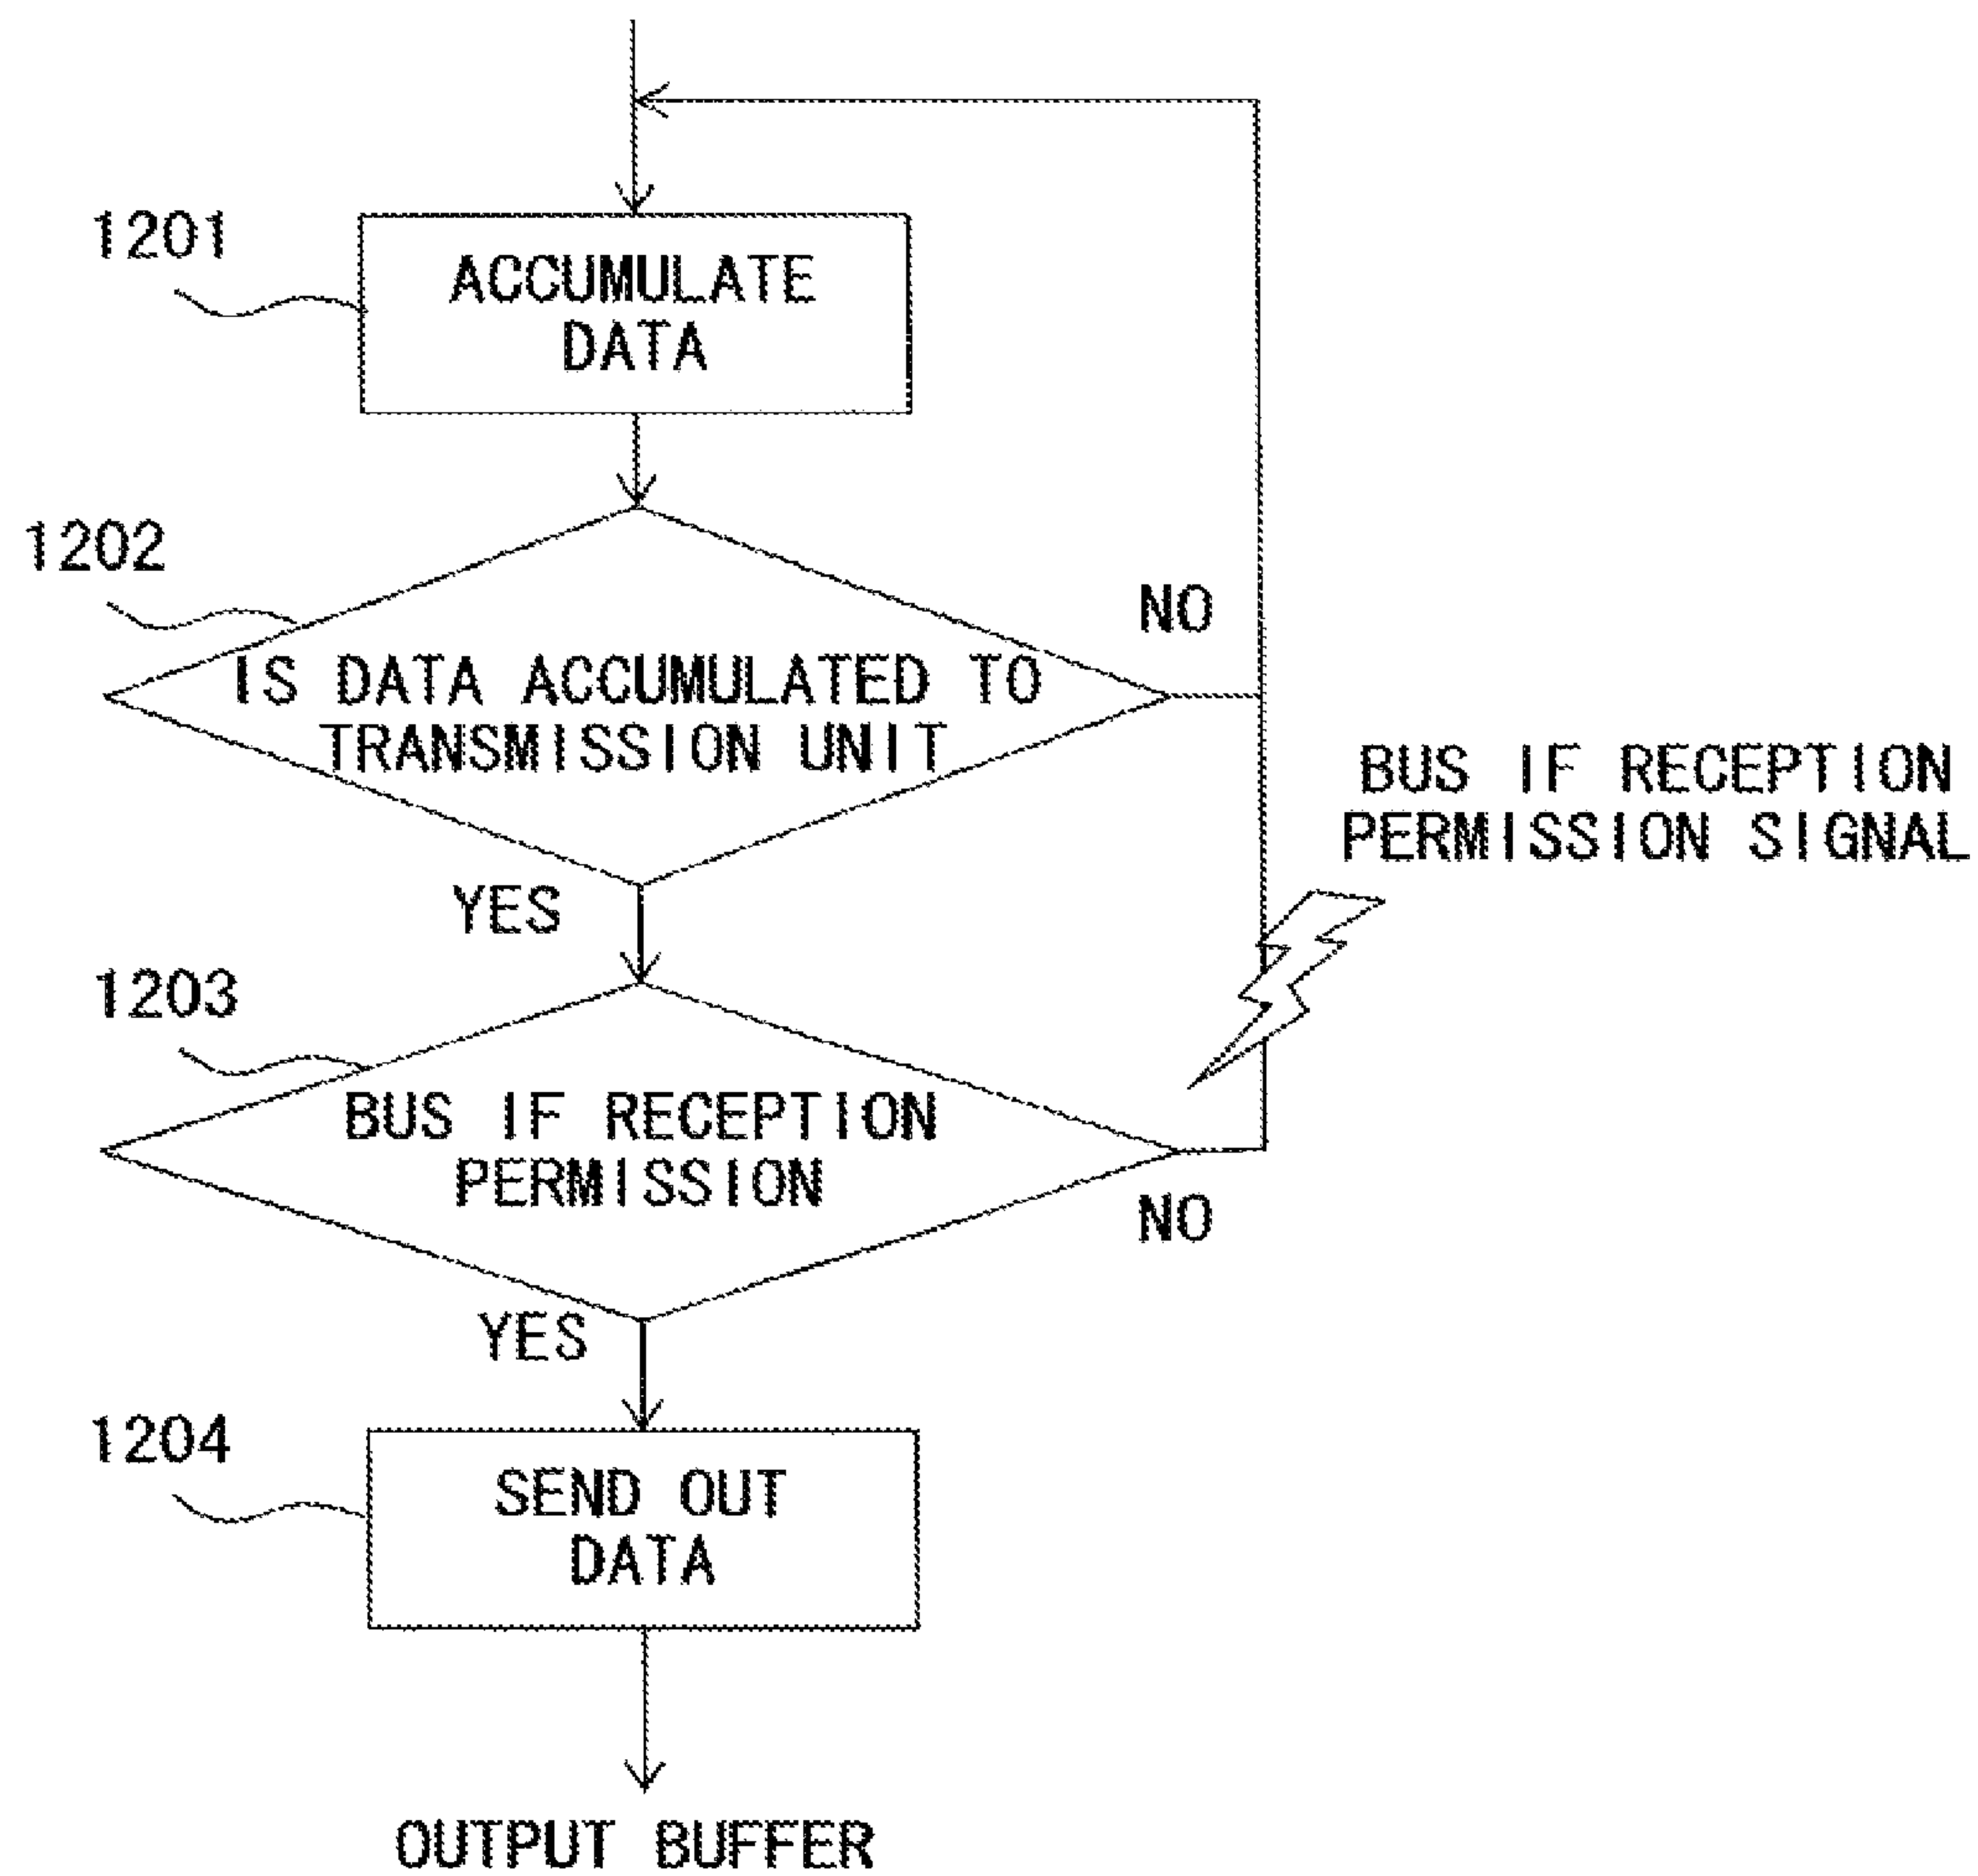 1201
ACCUMULATE
DATA
1202
NO
IS DATA ACCUMULATED TO
TRANSMISSION UNIT
BUS IF RECEPTION
PERMISSION SIGNAL
YES
1203
BUS IF RECEPTION
PERMISSION
NO
YES
1204
SEND OUT
DATA
OUTPUT BUFFER